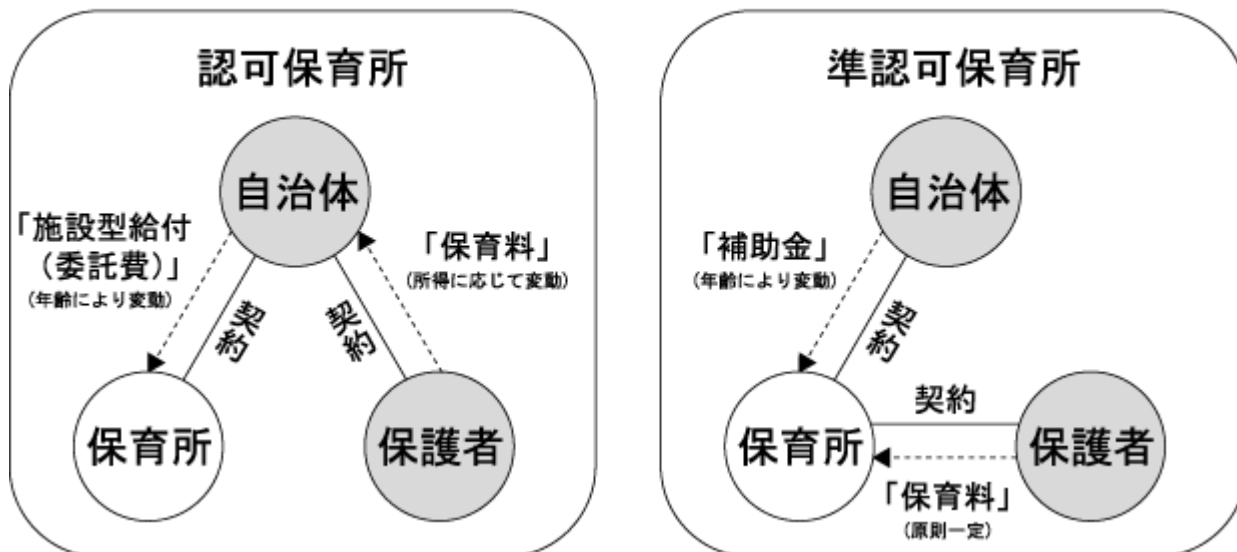 認可保育所
自治体
「施設型給付
（委託費）」
（年齢により変動）
「保育料」
（所得に応じて変動）
契約
契約
保育所
保護者
準認可保育所
自治体
「補助金」
（年齢により変動）
契約
契約
保育所
保護者
「保育料」
（原則一定）